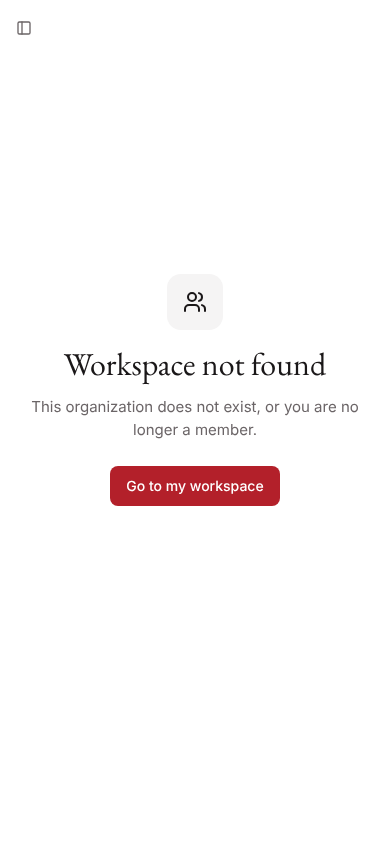 Workspace not found
This organization does not exist, or you are no
longer a member.
Go to my workspace